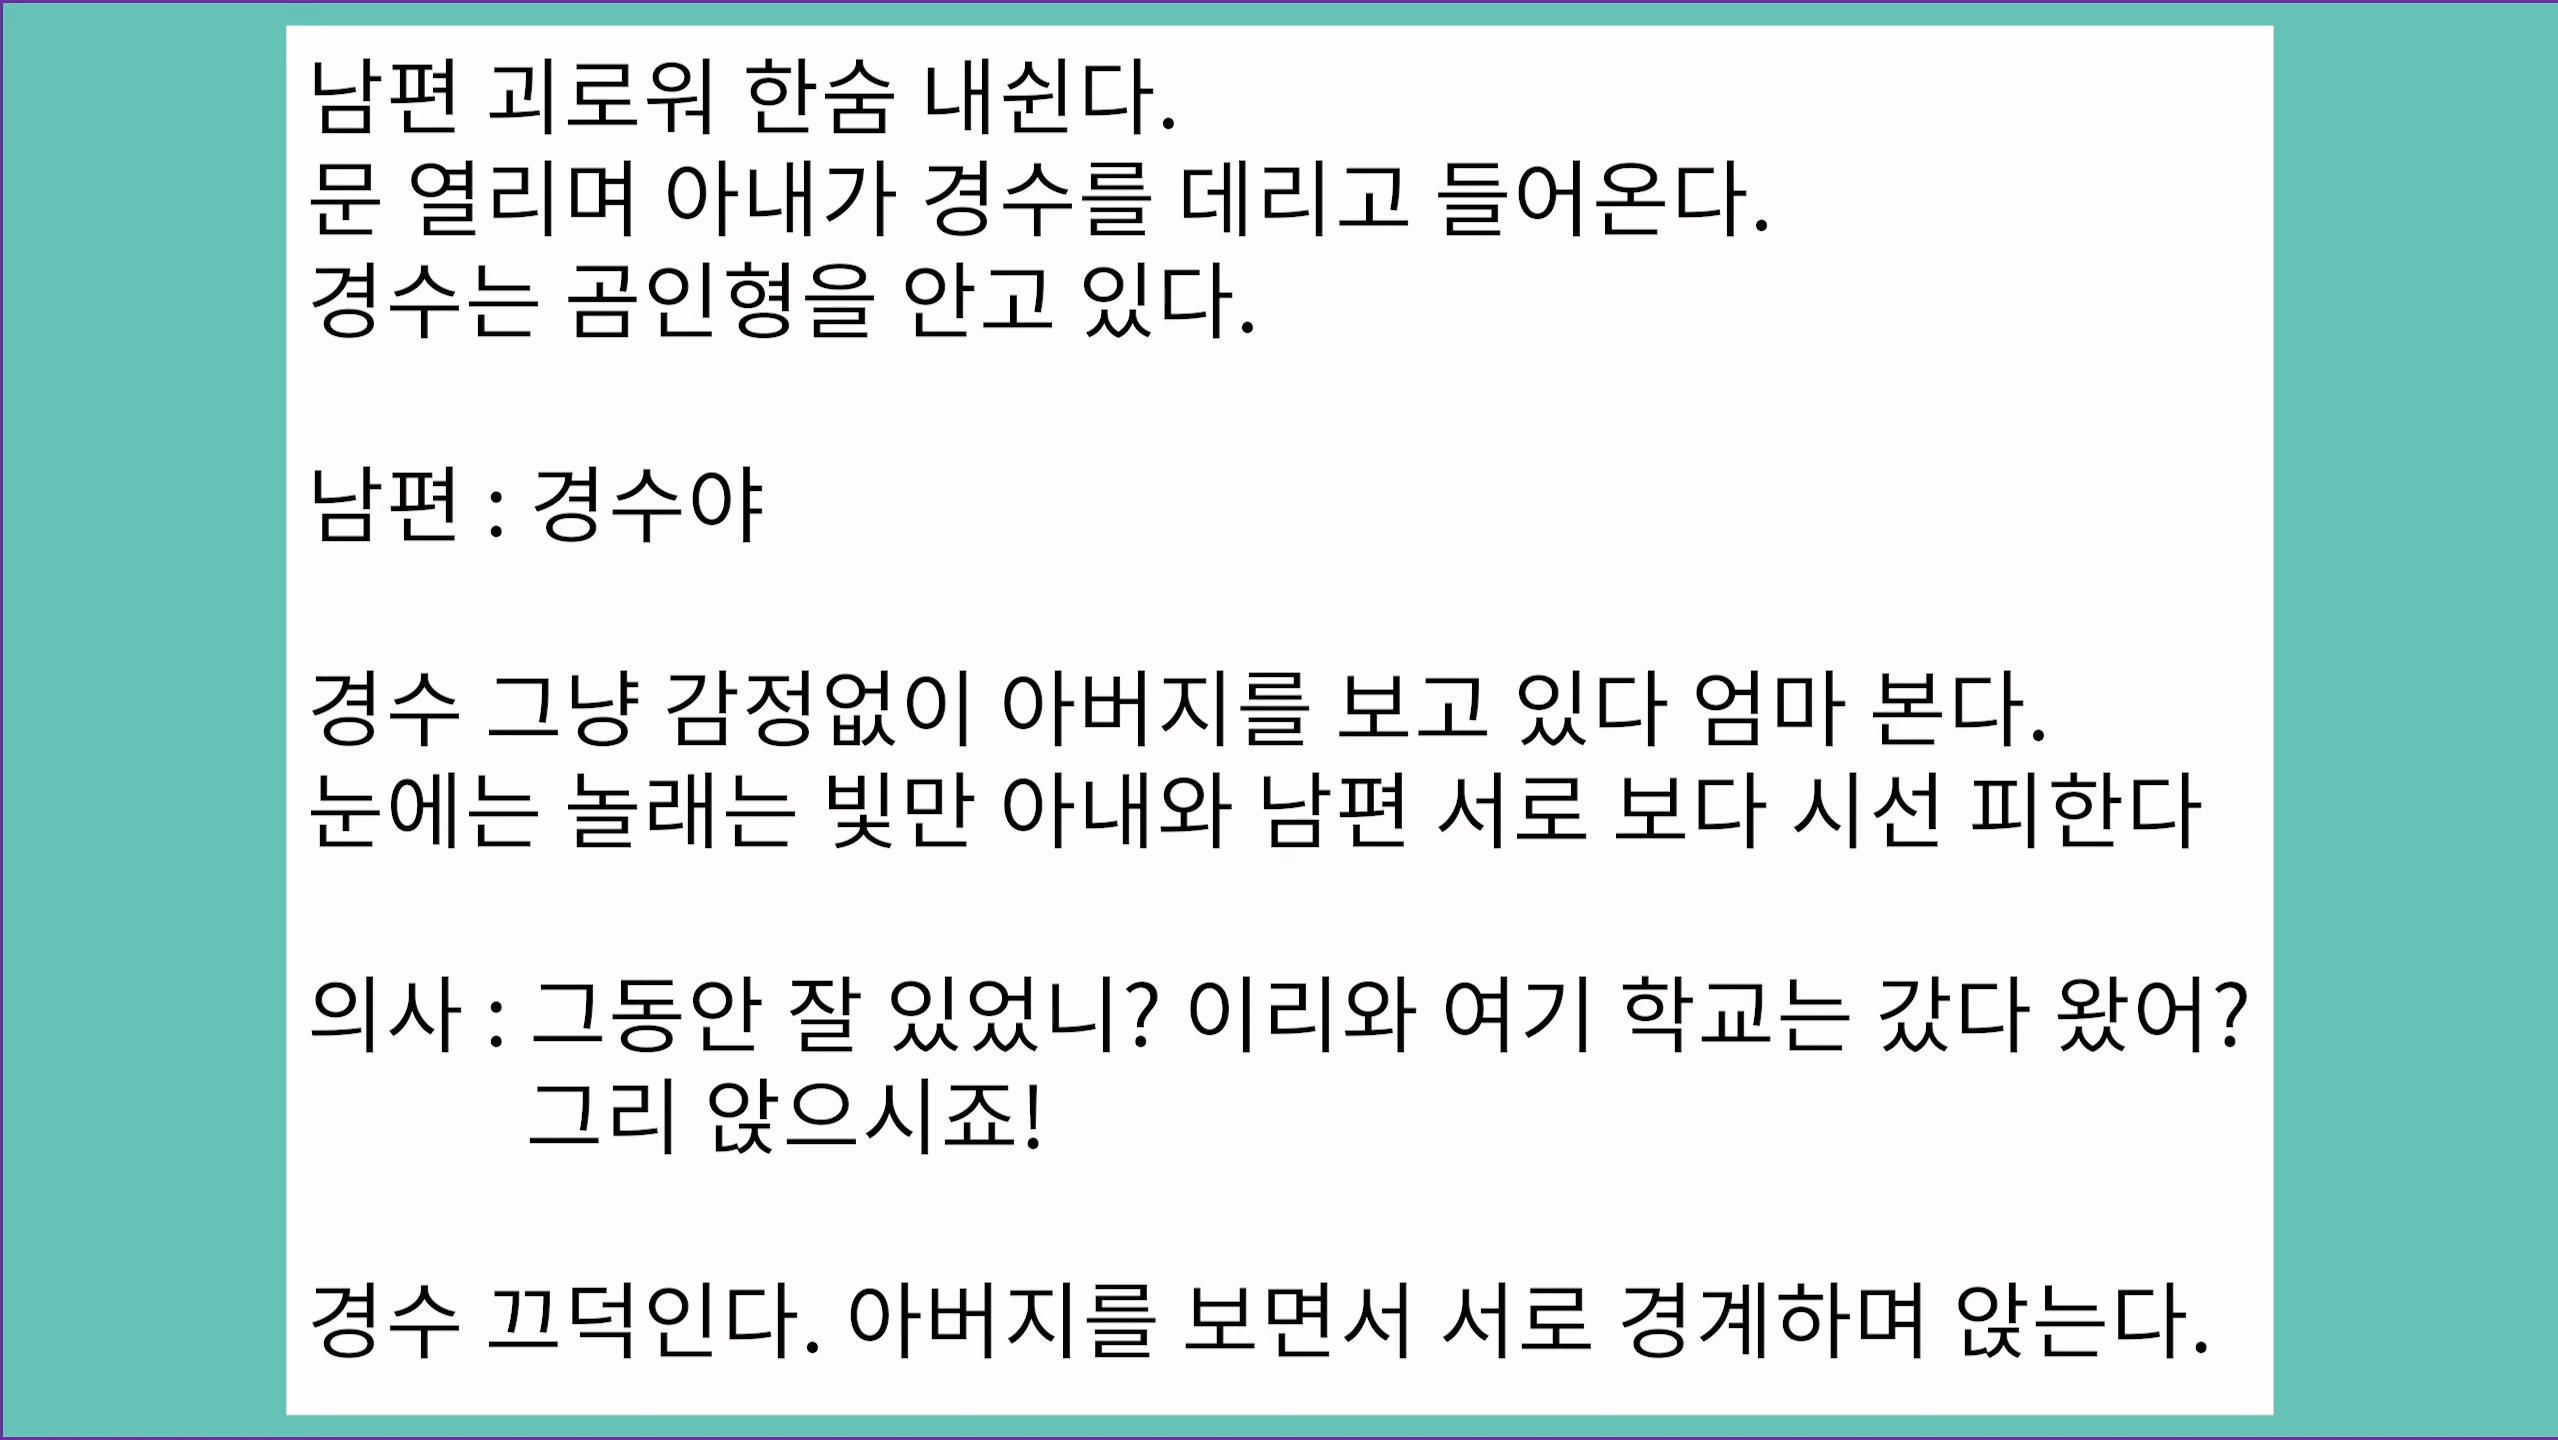 남편 괴로워 한숨 내쉰다.
문 열리며 아내가 경수를 데리고 들어온다.
경수는 곰인형을 안고 있다.
남편 : 경수야
경수 그냥 감정없이 아버지를 보고 있다 엄마 본다.
눈에는 놀래는 빛만 아내와 남편 서로 보다 시선 피한다
의사 : 그동안 잘 있었니? 이리와 여기 학교는 갔다 왔어?
그리 앉으시죠!
경수 끄덕인다. 아버지를 보면서 서로 경계하며 앉는다.